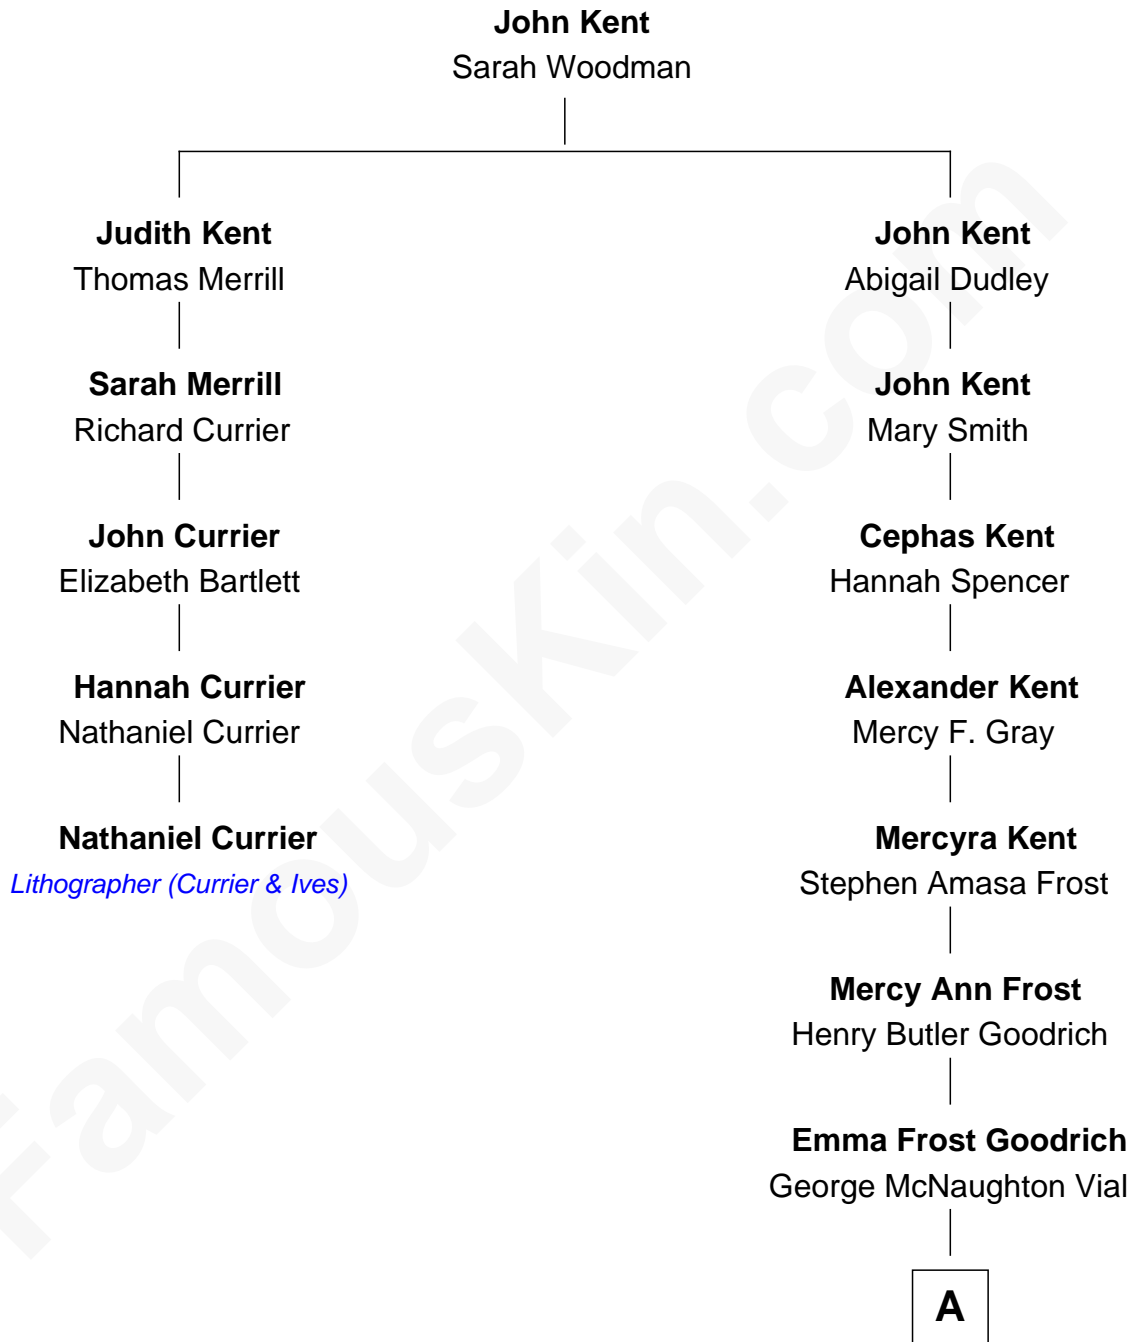 John Kent
Sarah Woodman
Judith Kent
Thomas Merrill
John Kent
Abigail Dudley
Sarah Merrill
Richard Currier
John Kent
Mary Smith
John Currier
Elizabeth Bartlett
Cephas Kent
Hannah Spencer
Hannah Currier
Nathaniel Currier
Alexander Kent
Mercy F. Gray
Nathaniel Currier
Lithographer (Currier & Ives)
Mercyra Kent
Stephen Amasa Frost
Mercy Ann Frost
Henry Butler Goodrich
Emma Frost Goodrich
George McNaughton Vial
A
FamousKin.com